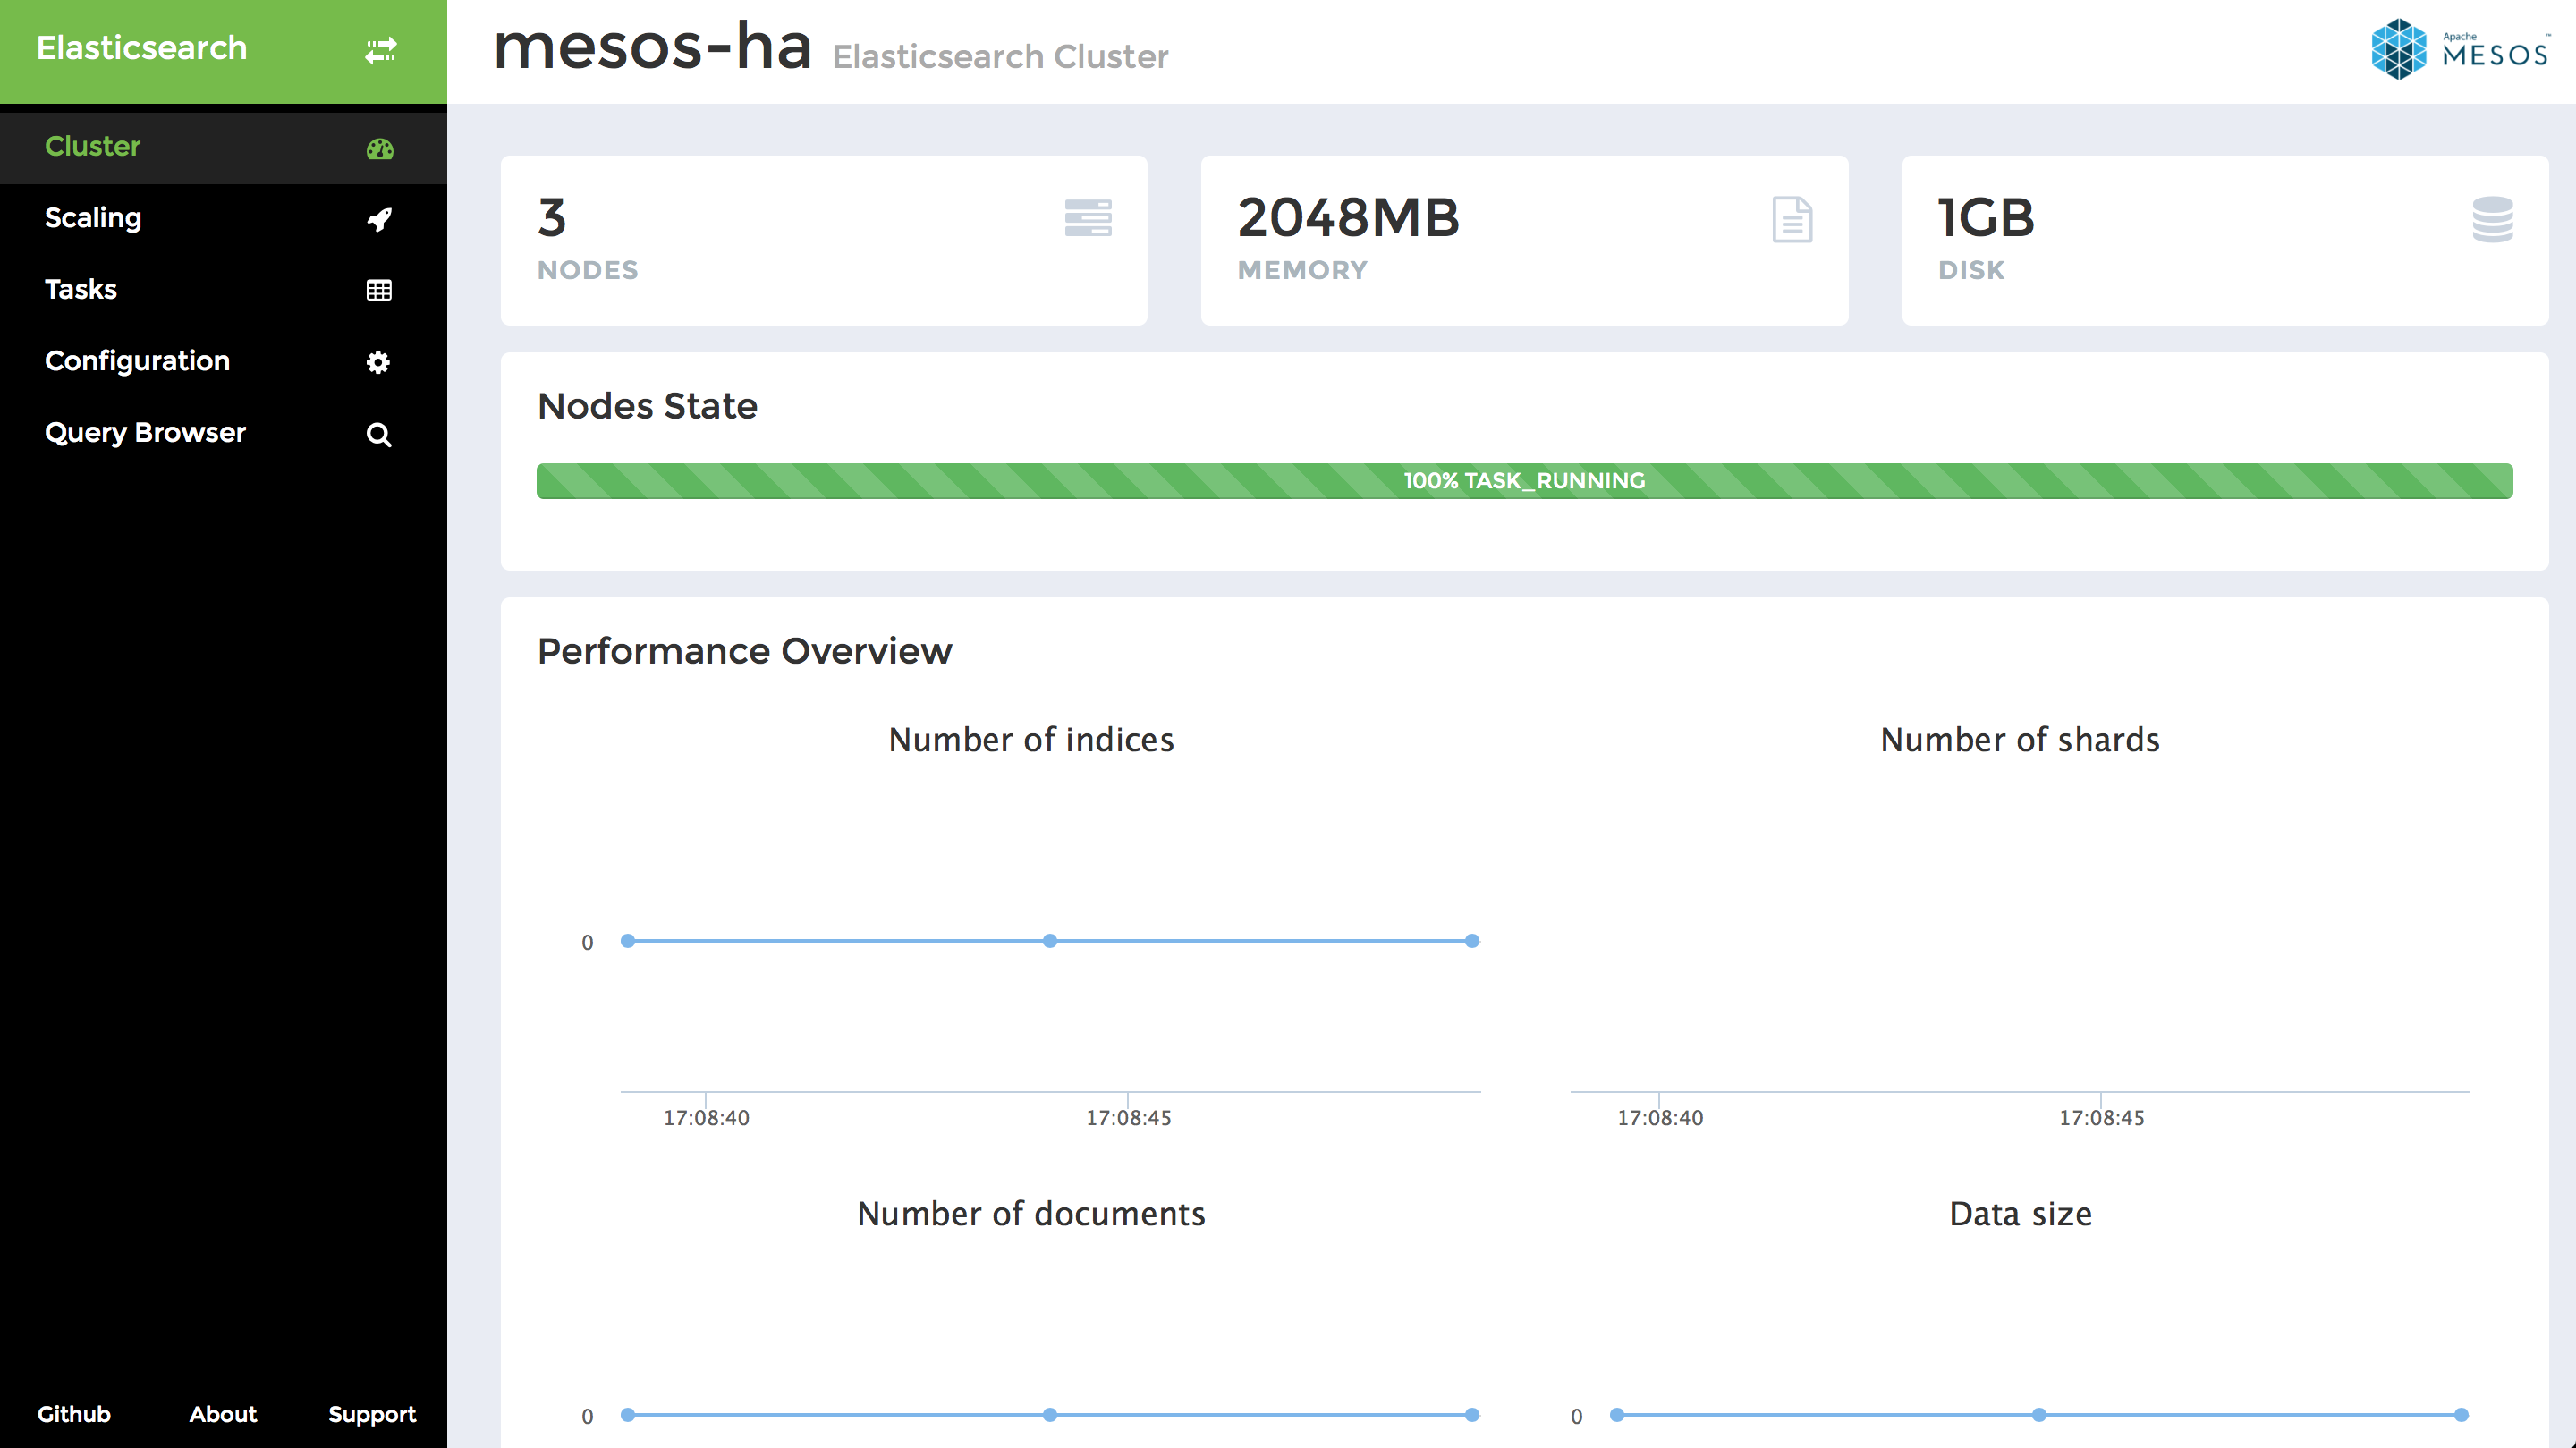 Elasticsearch
mesos-ha Elasticsearch Cluster
Apache
MESOS™
Cluster
Scaling
Tasks
Configuration
Query Browser
3
NODES
2048MB
MEMORY
1GB
DISK
Nodes State
100% TASK_RUNNING
Performance Overview
Number of indices
0
17:08:40 17:08:45
Number of shards
17:08:40 17:08:45
Number of documents
0
Data size
0
Github About Support